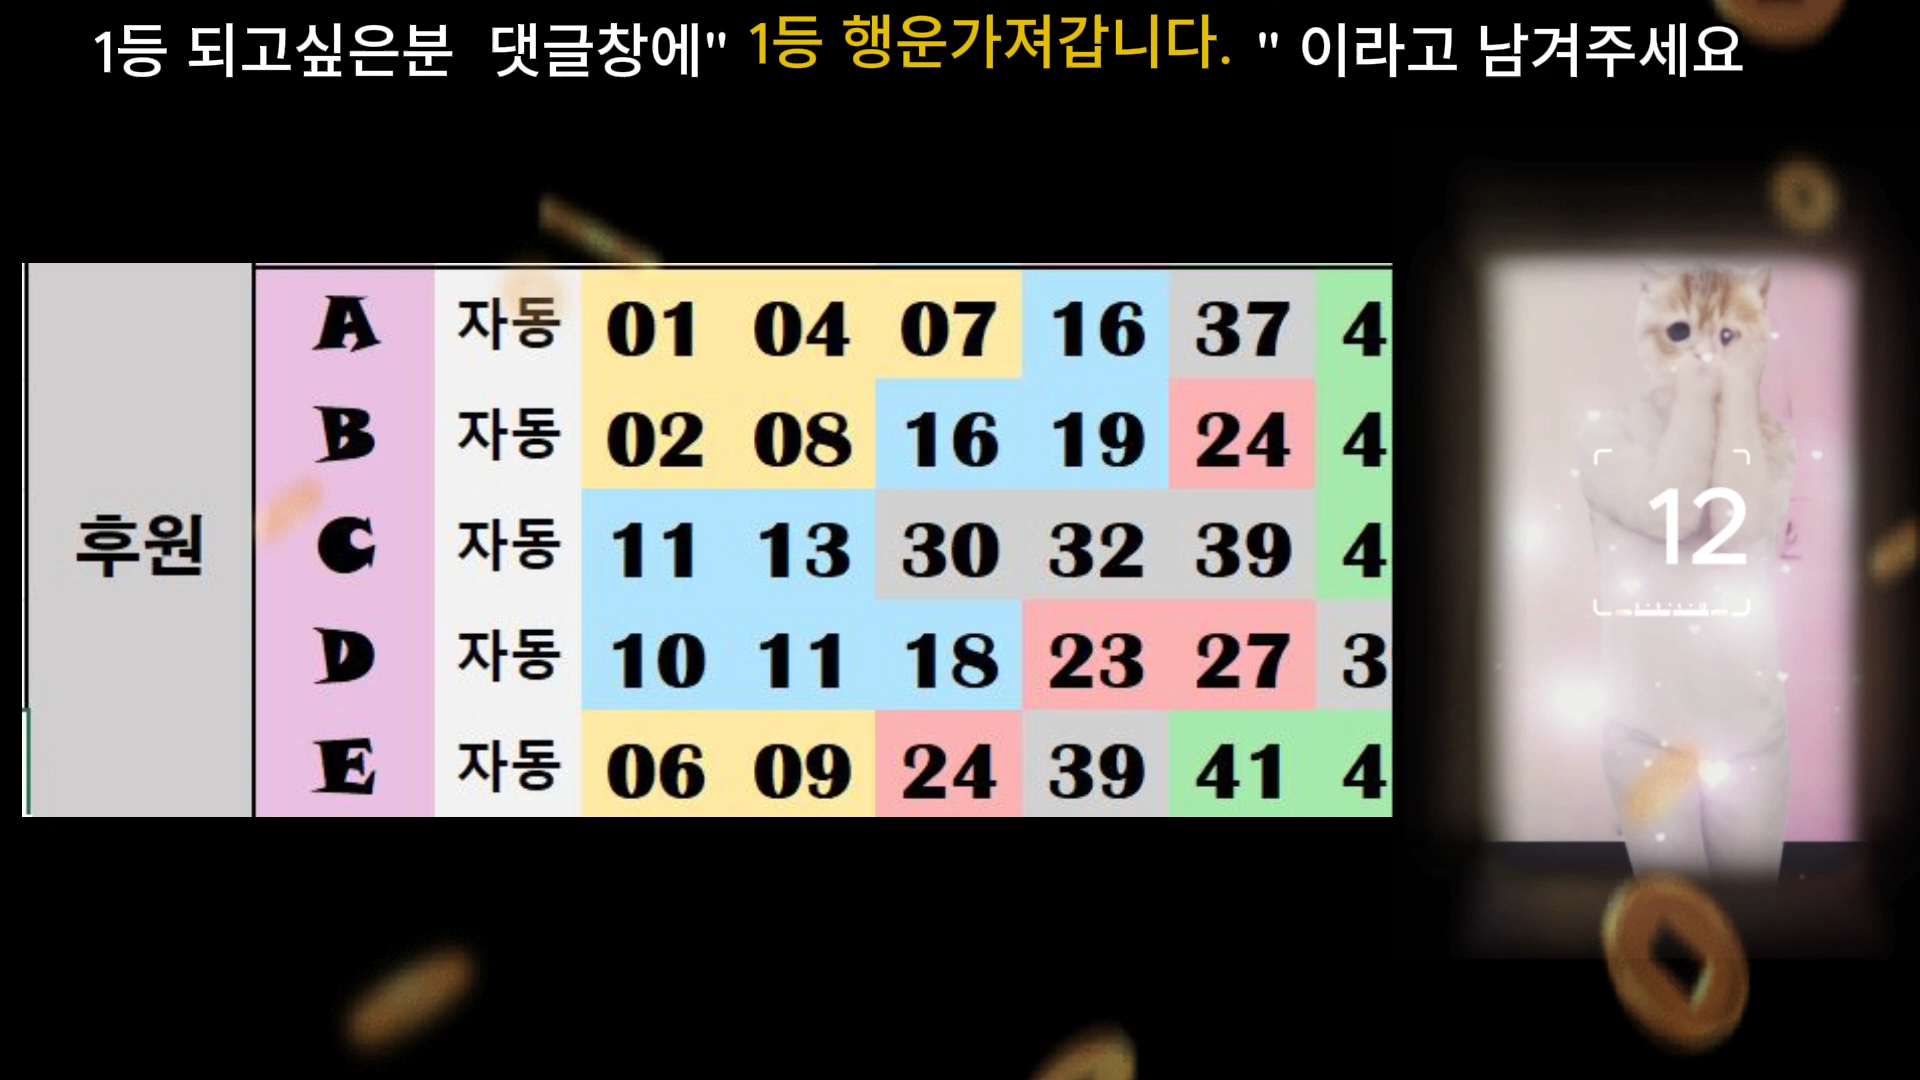 1등 되고싶은분 댓글창에" 1등 행운가져갑니다. " 이라고 남겨주세요
후원
A 자동 01 04 07 16 37 4
B 자동 02 08 16 19 24 4
C 자동 11 13 30 32 39 4
D 자동 10 11 18 23 27 3
E 자동 06 09 24 39 41 4
12